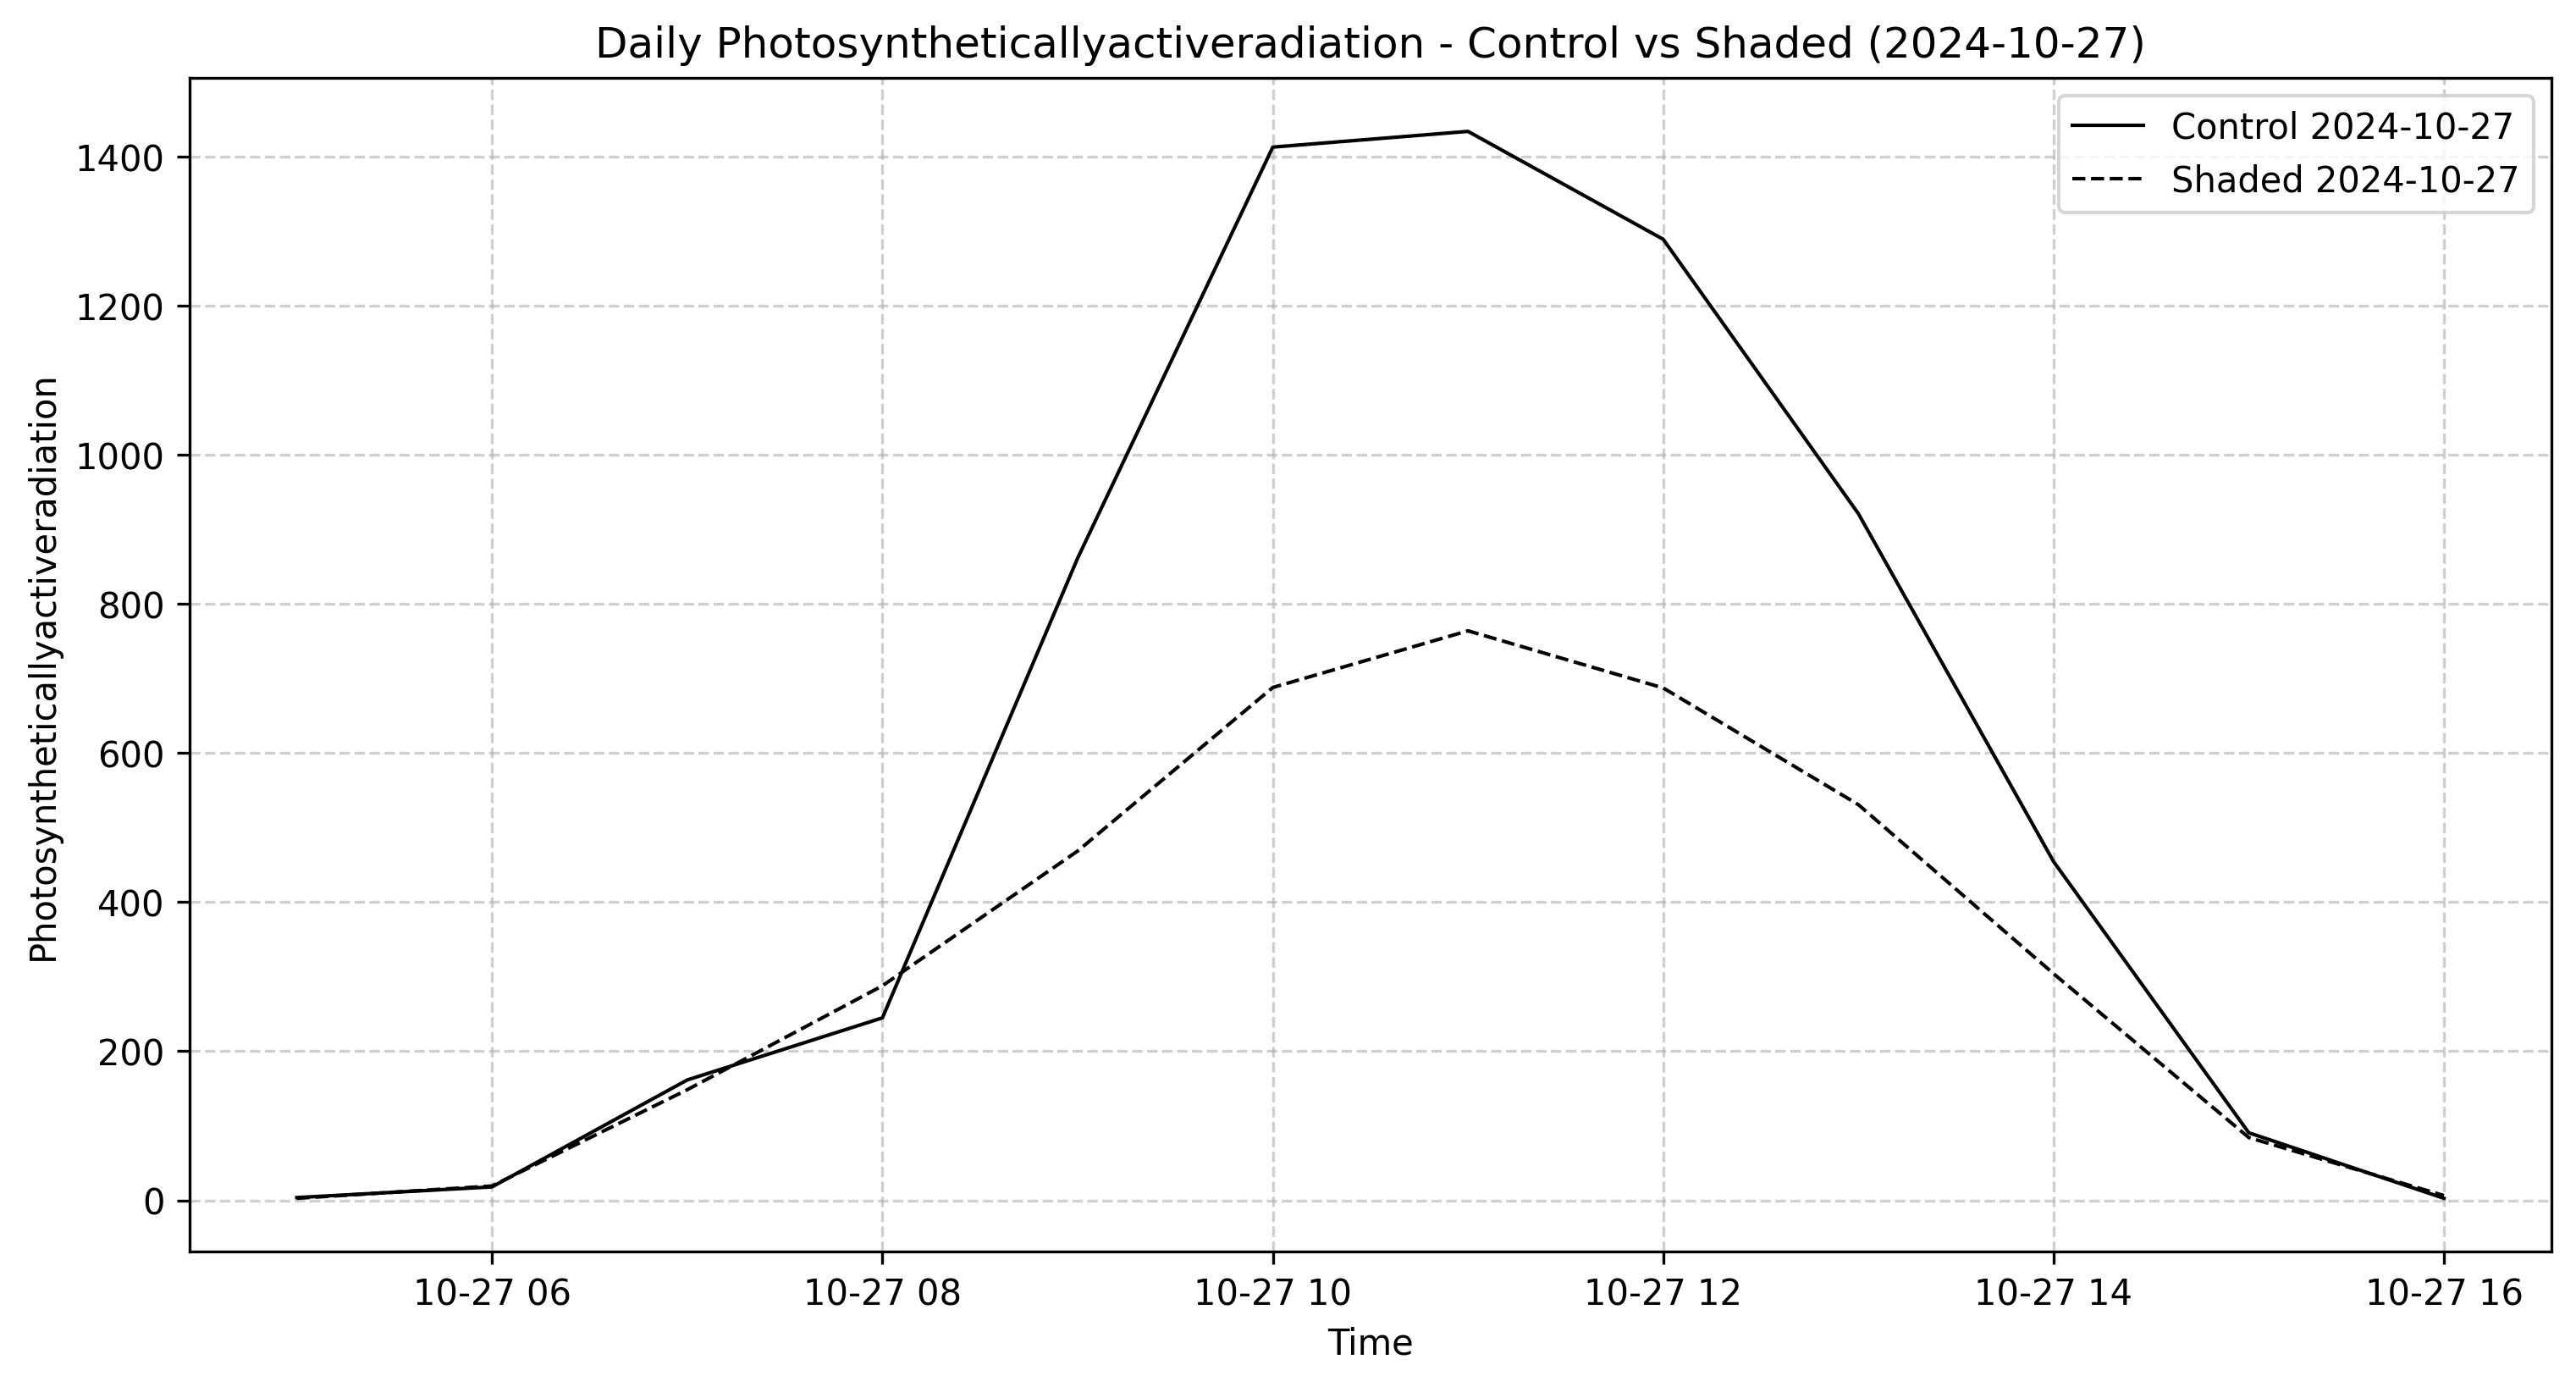 Daily Photosyntheticallyactiveradiation - Control vs Shaded (2024-10-27)
Control 2024-10-27
Shaded 2024-10-27
Photosyntheticallyactiveradiation
1400
1200
1000
800
600
400
200
0
10-27 06 10-27 08 10-27 10 10-27 12 10-27 14 10-27 16
Time